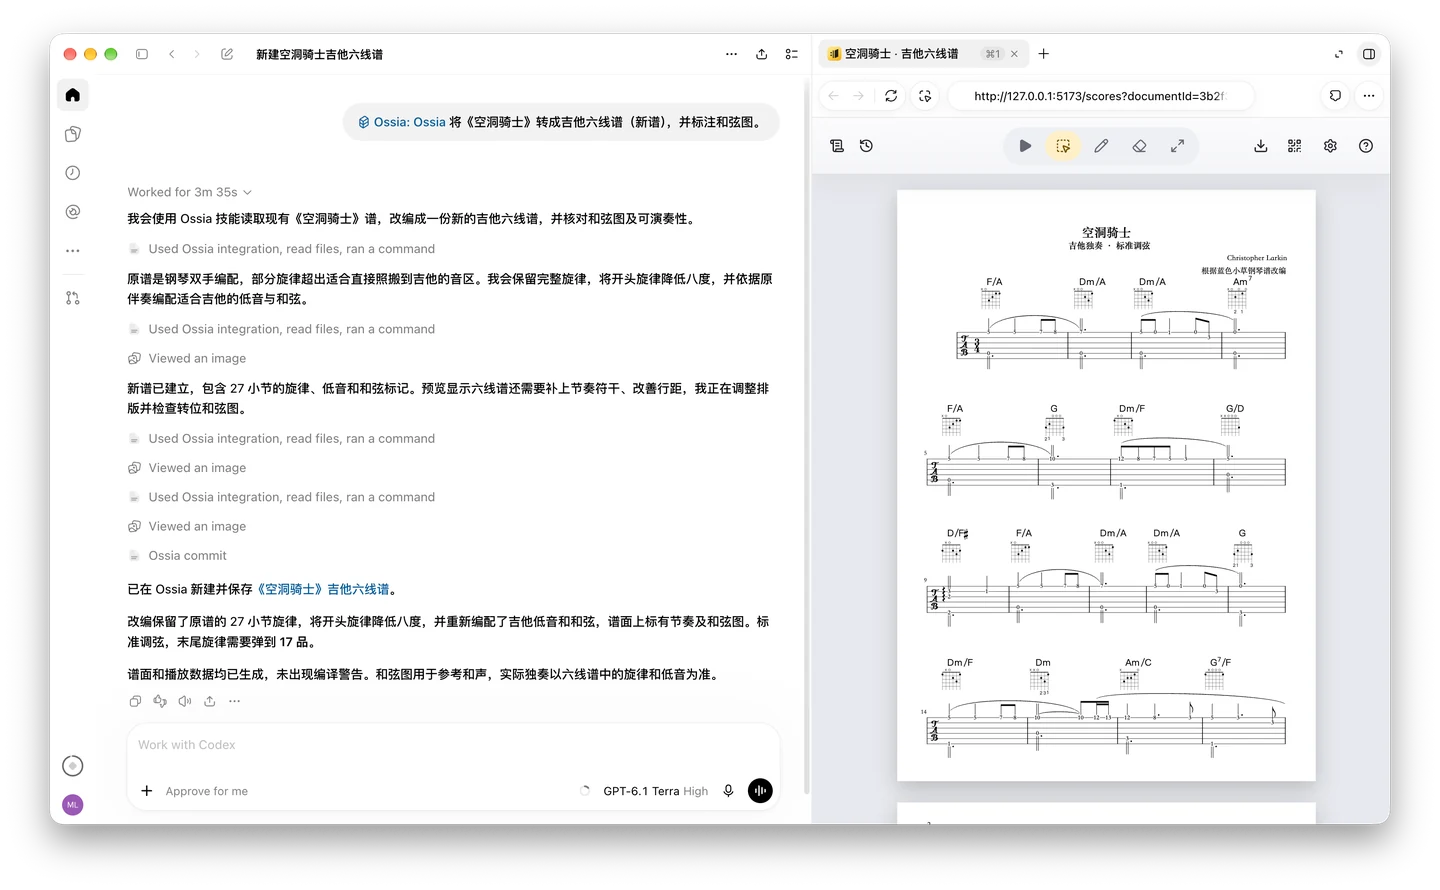 新建空洞骑士吉他六线谱
Ossia: Ossia 将《空洞骑士》转成吉他六线谱（新谱），并标注和弦图。
Worked for 3m 35s
我会使用 Ossia 技能读取现有《空洞骑士》谱，改编成一份新的吉他六线谱，并核对和弦图及可演奏性。
Used Ossia integration, read files, ran a command
原谱是钢琴双手编配，部分旋律超出适合直接照搬到吉他的音区。我会保留完整旋律，将开头旋律降低八度，并依据原
伴奏编配适合吉他的低音与和弦。
Used Ossia integration, read files, ran a command
Viewed an image
新谱已建立，包含 27 小节的旋律、低音和和弦标记。预览显示六线谱还需要补上节奏符干、改善行距，我正在调整排
版并检查转位和弦图。
Used Ossia integration, read files, ran a command
Viewed an image
Used Ossia integration, read files, ran a command
Viewed an image
Ossia commit
已在 Ossia 新建并保存《空洞骑士》吉他六线谱。
改编保留了原谱的 27 小节旋律，将开头旋律降低八度，并重新编配了吉他低音和和弦，谱面上标有节奏及和弦图。标
准调弦，末尾旋律需要弹到 17 品。
谱面和播放数据均已生成，未出现编译警告。和弦图用于参考和声，实际独奏以六线谱中的旋律和低音为准。
Work with Codex
Approve for me
GPT-6.1 Terra High
ML
空洞骑士 · 吉他六线谱 ⌘1
http://127.0.0.1:5173/scores?documentId=3b2f
空洞骑士
吉他独奏 · 标准调弦
Christopher Larkin
根据蓝色小草钢琴谱改编
F/A Dm/A Dm/A Am7
F/A G Dm/F G/D
5
D/F♯ F/A Dm/A Dm/A G
9
Dm/F Dm Am/C G7/F
14